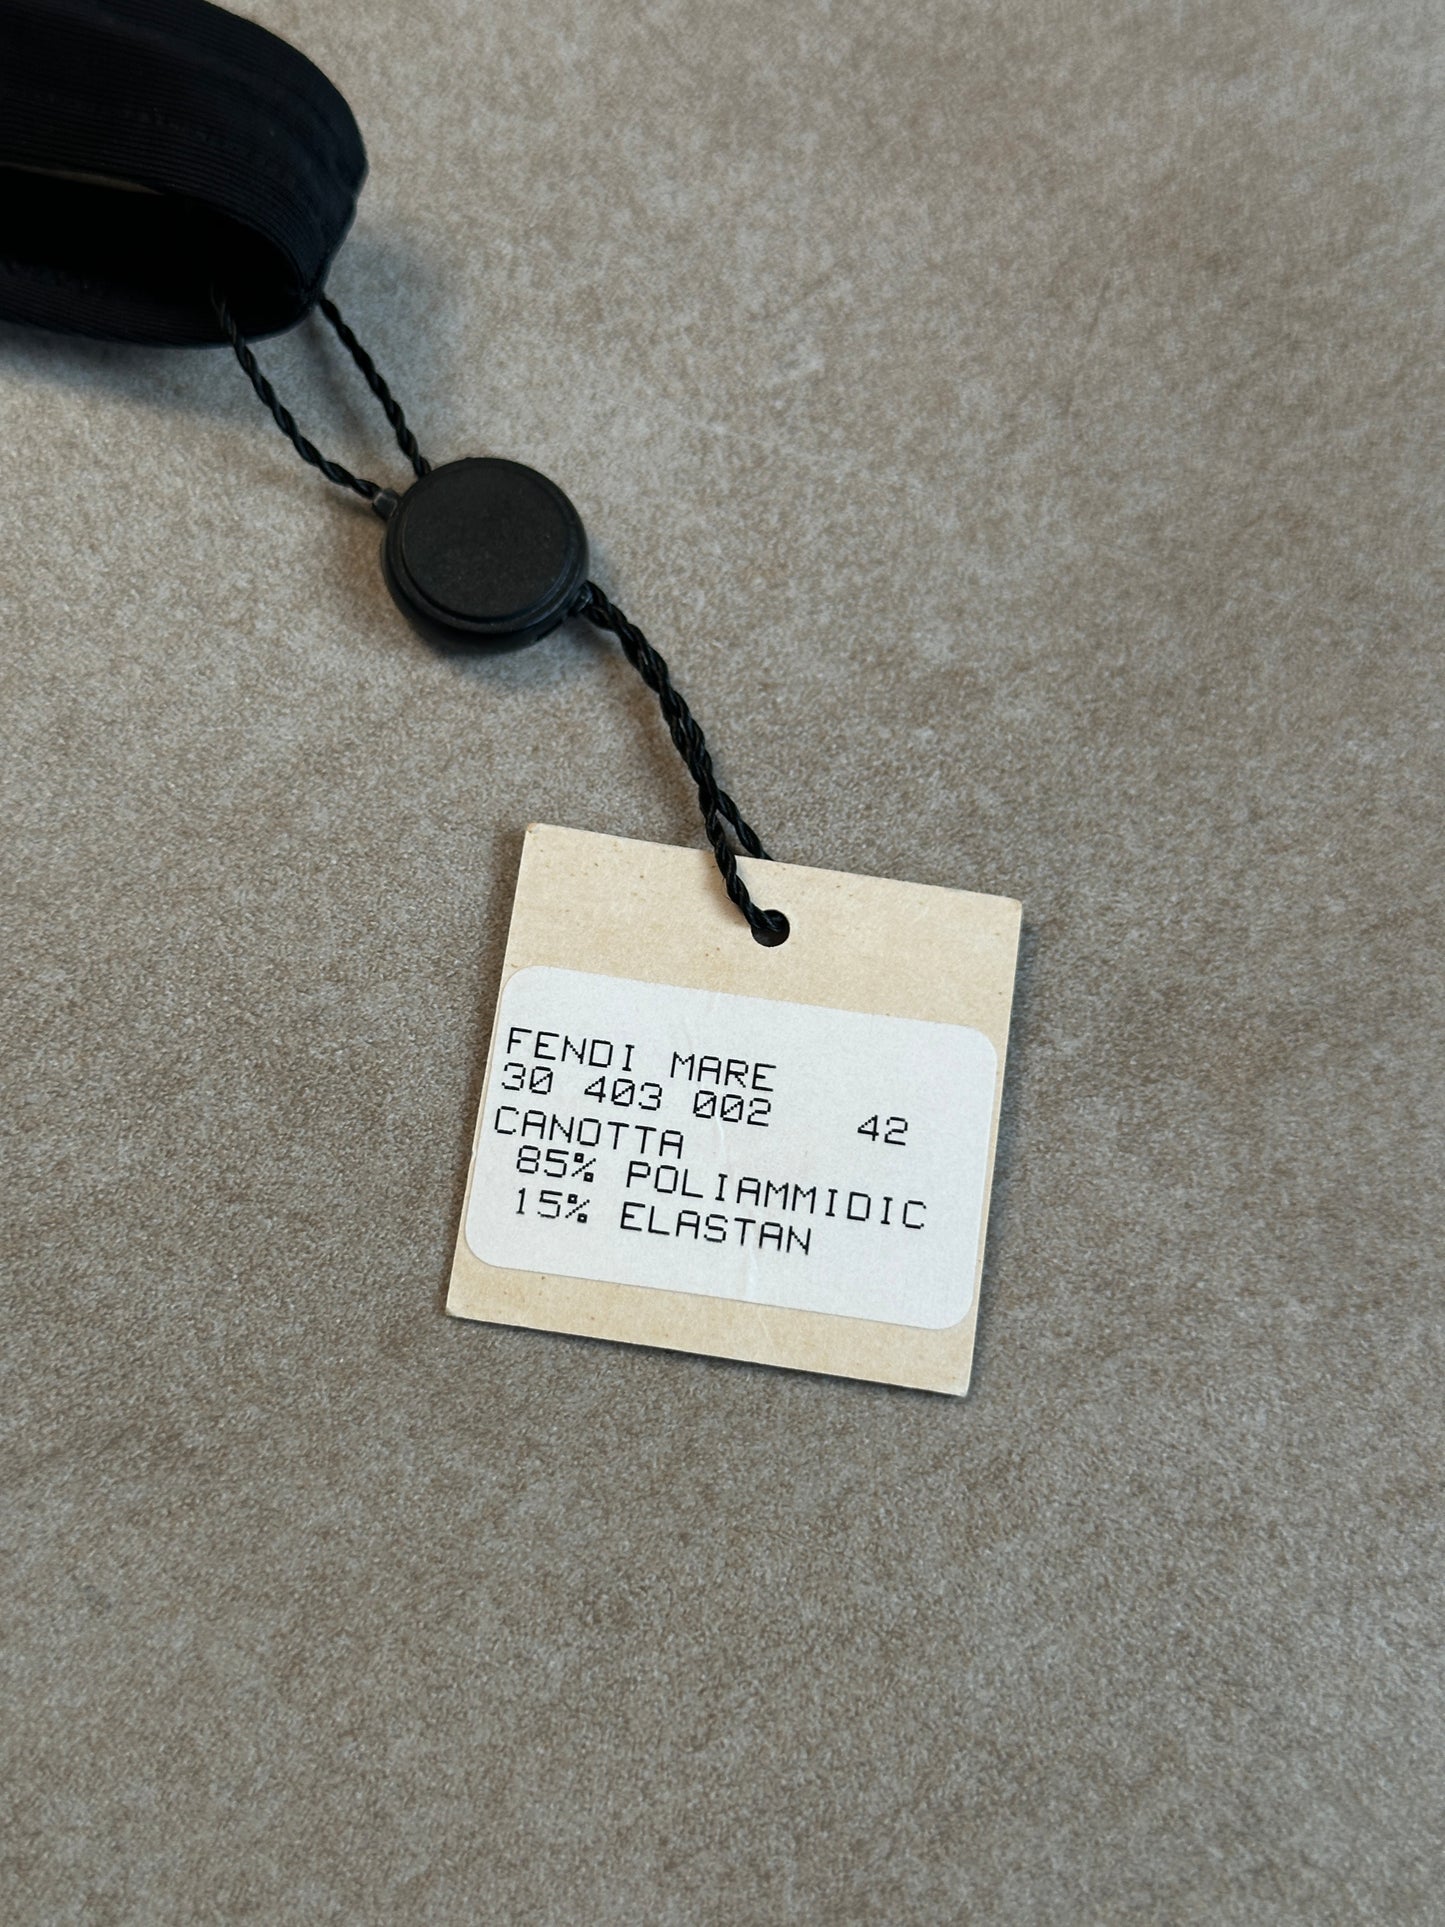 FENDI MARE
30 403 002 42
CANOTTA
85% POLIAMMIDIC
15% ELASTAN